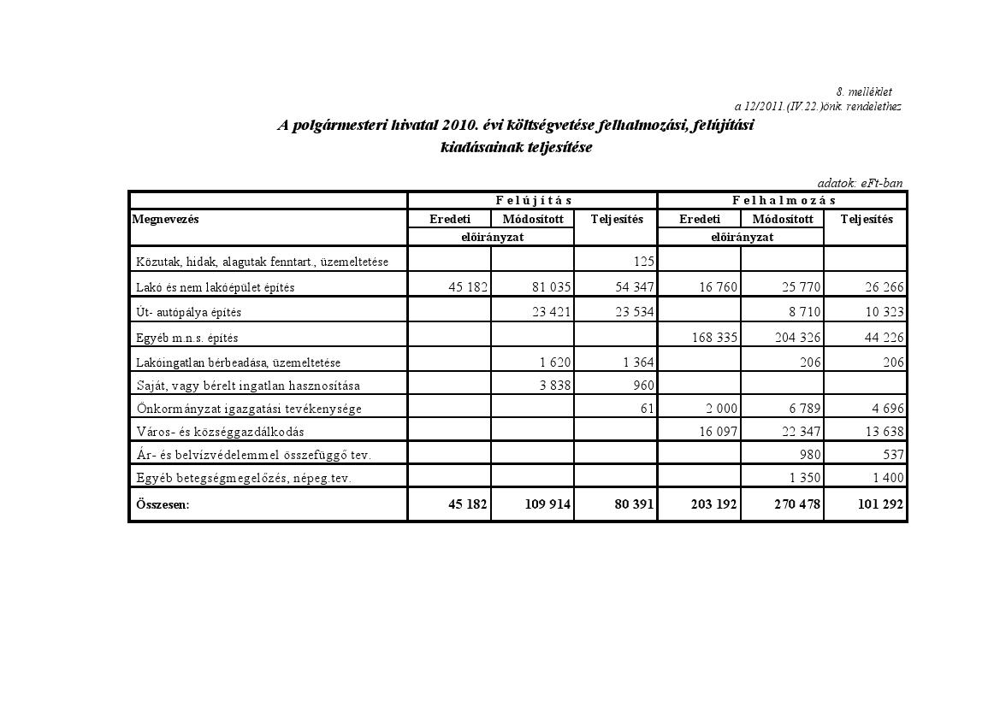 8. melléklet
a 12/2011.(IV.22.)önk. rendelethez
A polgármesteri hivatal 2010. évi költségvetése felhalmozási, felújítási
kiadásainak teljesítése
adatok: eFt-ban
Felújítás Felhalmozás
Megnevezés Eredeti Módosított Teljesítés Eredeti Módosított Teljesítés
előirányzat előirányzat
Közutak, hidak, alagutak fenntart., üzemeltetése 125
Lakó és nem lakóépület építés 45 182 81 035 54 347 16 760 25 770 26 266
Út- autópálya építés 23 421 23 534 8 710 10 323
Egyéb m.n.s. építés 168 335 204 326 44 226
Lakóingatlan bérbeadása, üzemeltetése 1 620 1 364 206 206
Saját, vagy bérelt ingatlan hasznosítása 3 838 960
Önkormányzat igazgatási tevékenysége 61 2 000 6 789 4 696
Város- és községgazdálkodás 16 097 22 347 13 638
Ár- és belvízvédelemmel összefüggő tev. 980 537
Egyéb betegségmegelőzés, népeg.tev. 1 350 1 400
Összesen: 45 182 109 914 80 391 203 192 270 478 101 292